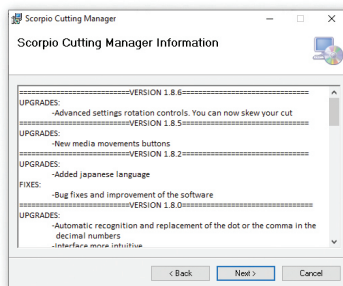 Scorpio Cutting Manager
Scorpio Cutting Manager Information
==========================VERSION 1.8.6==============================
UPGRADES:
-Advanced settings rotation controls. You can now skew your cut
==========================VERSION 1.8.5==============================
UPGRADES:
-New media movements buttons
==========================VERSION 1.8.2==============================
UPGRADES:
-Added japanese language
FIXES:
-Bug fixes and improvement of the software
==========================VERSION 1.8.0==============================
UPGRADES:
-Automatic recognition and replacement of the dot or the comma in the
decimal numbers
-Interface more intuitive
< Back
Next >
Cancel